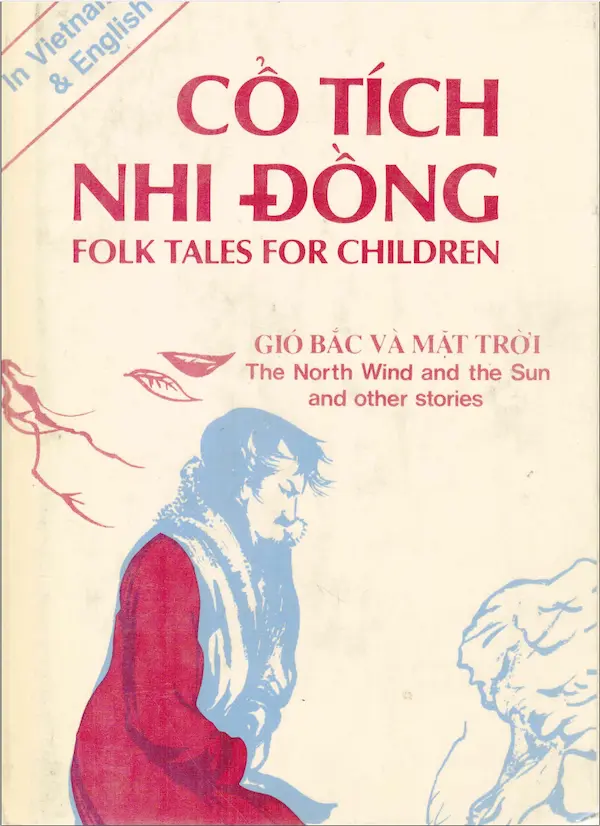 In Vietnam
& English
CỔ TÍCH
NHI ĐỒNG
FOLK TALES FOR CHILDREN
GIÓ BẮC VÀ MẶT TRỜI
The North Wind and the Sun
and other stories